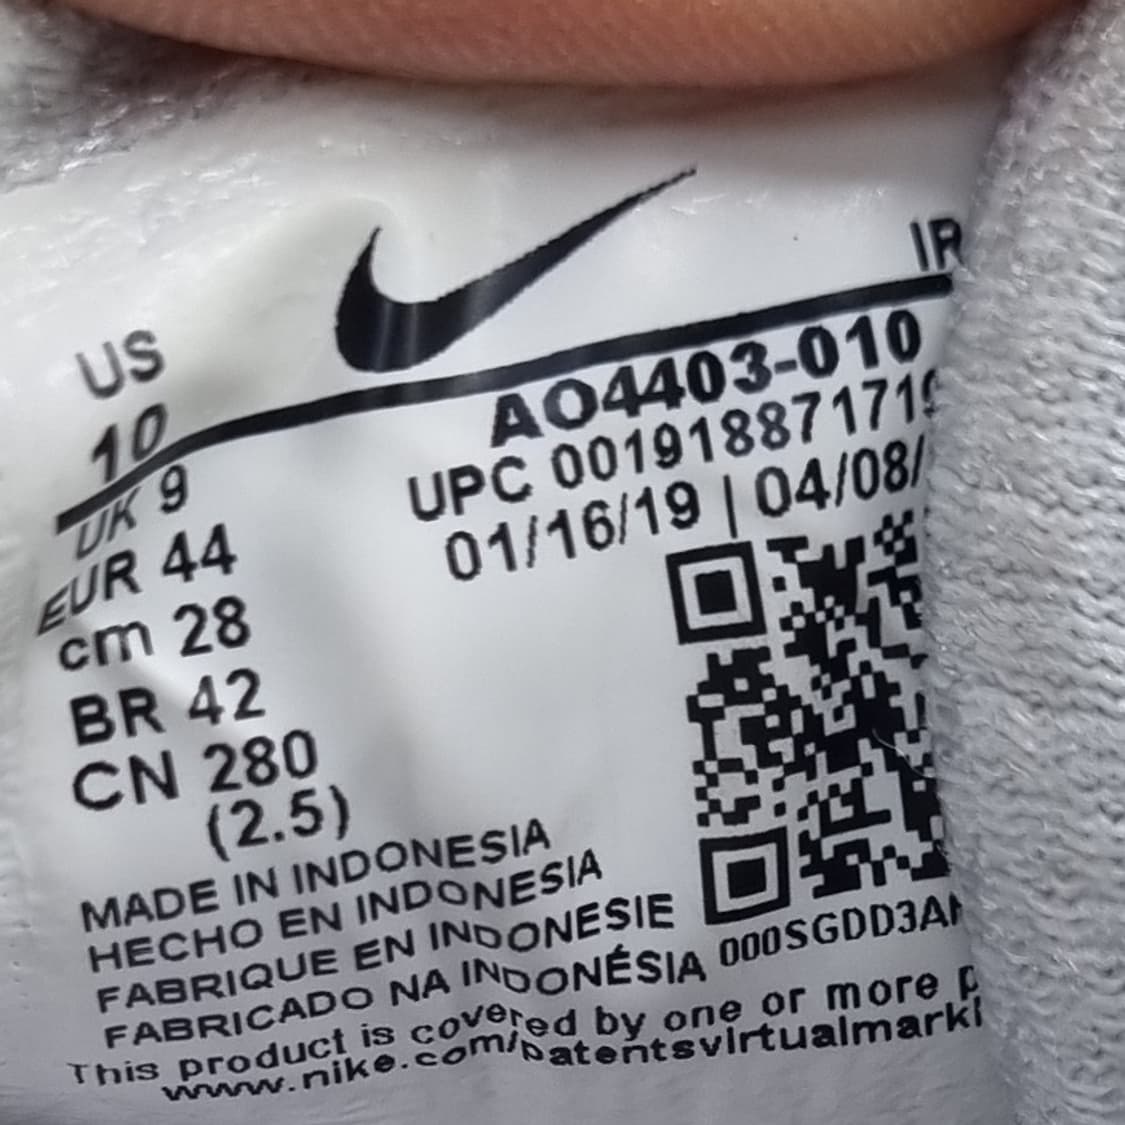 US
10
UK 9
EUR 44
cm 28
BR 42
CN 280
(2.5)
IR
AO4403-010
UPC 00191887171
01/16/19 | 04/08/
MADE IN INDONESIA
HECHO EN INDONESIA
FABRIQUE EN INDONESIE
FABRICADO NA INDONÉSIA
000SGDD3A
This product is covered by one or more p
www.nike.com/patentsvirtualmarki